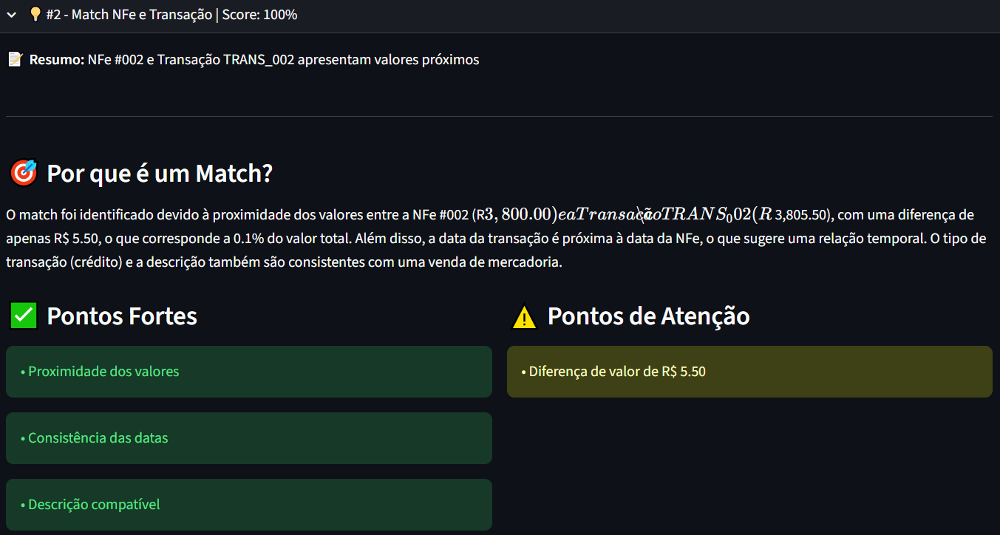 #2 - Match NFe e Transação | Score: 100%
Resumo: NFe #002 e Transação TRANS_002 apresentam valores próximos
Por que é um Match?
O match foi identificado devido à proximidade dos valores entre a NFe #002 (R3, 800.00)eaTransa\çãoTRANS₀02(R 3,805.50), com uma diferença de
apenas R$ 5.50, o que corresponde a 0.1% do valor total. Além disso, a data da transação é próxima à data da NFe, o que sugere uma relação temporal. O tipo de
transação (crédito) e a descrição também são consistentes com uma venda de mercadoria.
Pontos Fortes
• Proximidade dos valores
• Consistência das datas
• Descrição compatível
Pontos de Atenção
• Diferença de valor de R$ 5.50